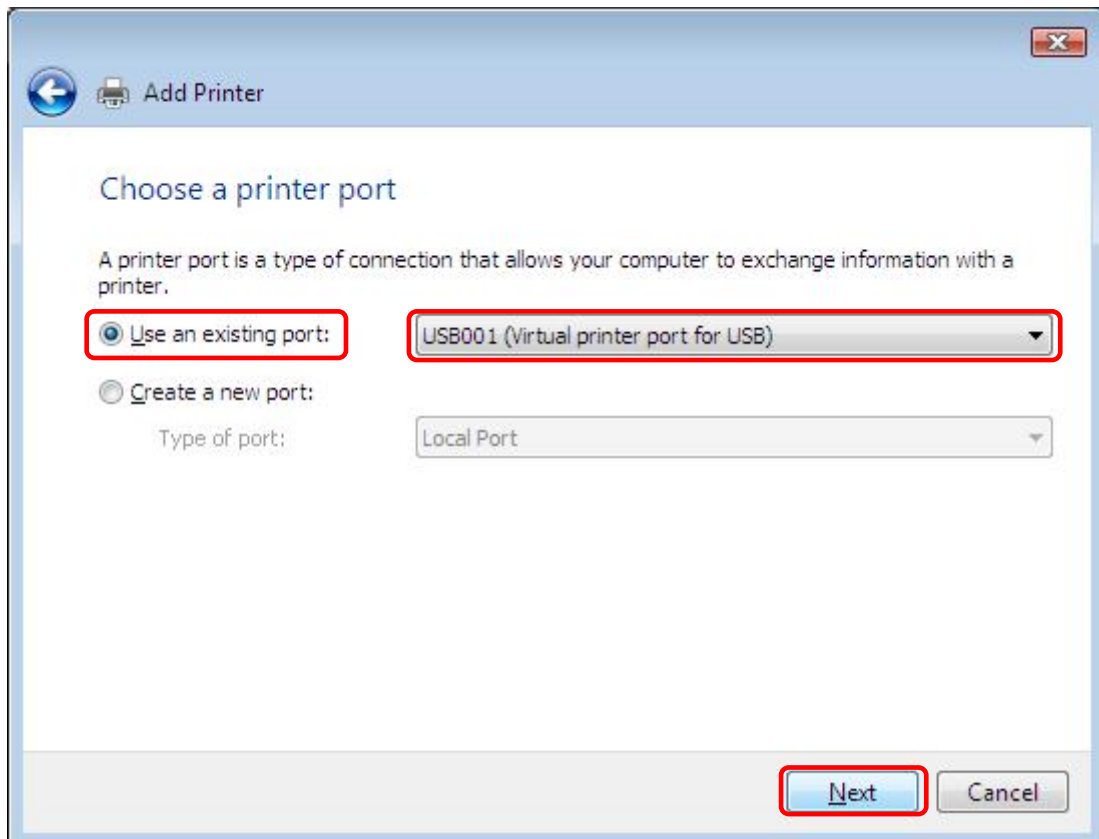 Add Printer
Choose a printer port
A printer port is a type of connection that allows your computer to exchange information with a
printer.
Use an existing port: USB001 (Virtual printer port for USB)
Create a new port:
Type of port: Local Port
Next Cancel